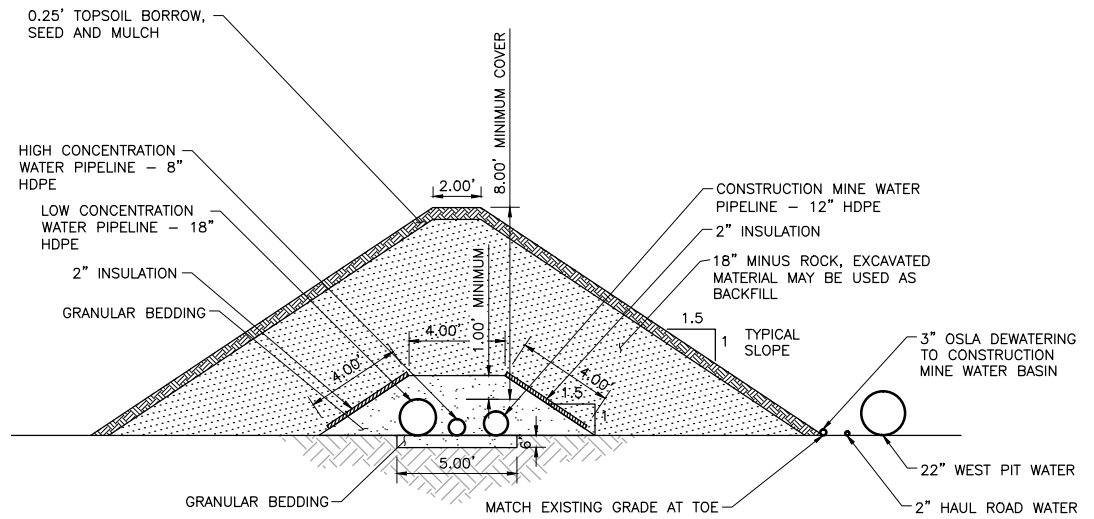 0.25' TOPSOIL BORROW,
SEED AND MULCH
HIGH CONCENTRATION
WATER PIPELINE – 8"
HDPE
LOW CONCENTRATION
WATER PIPELINE – 18"
HDPE
2" INSULATION
GRANULAR BEDDING
2.00'
8.00' MINIMUM COVER
1.00' MINIMUM
4.00'
4.00'
4.00'
1.5
1
.6'
5.00'
GRANULAR BEDDING
CONSTRUCTION MINE WATER
PIPELINE – 12" HDPE
2" INSULATION
18" MINUS ROCK, EXCAVATED
MATERIAL MAY BE USED AS
BACKFILL
1.5
1
TYPICAL
SLOPE
3" OSLA DEWATERING
TO CONSTRUCTION
MINE WATER BASIN
22" WEST PIT WATER
2" HAUL ROAD WATER
MATCH EXISTING GRADE AT TOE